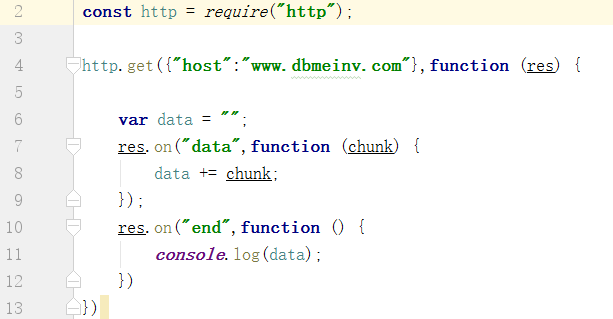 2 const http = require("http");
3
4 http.get({"host":"www.dbmeinv.com"},function (res) {
5
6 var data = "";
7 res.on("data",function (chunk) {
8 data += chunk;
9 });
10 res.on("end",function () {
11 console.log(data);
12 })
13 })